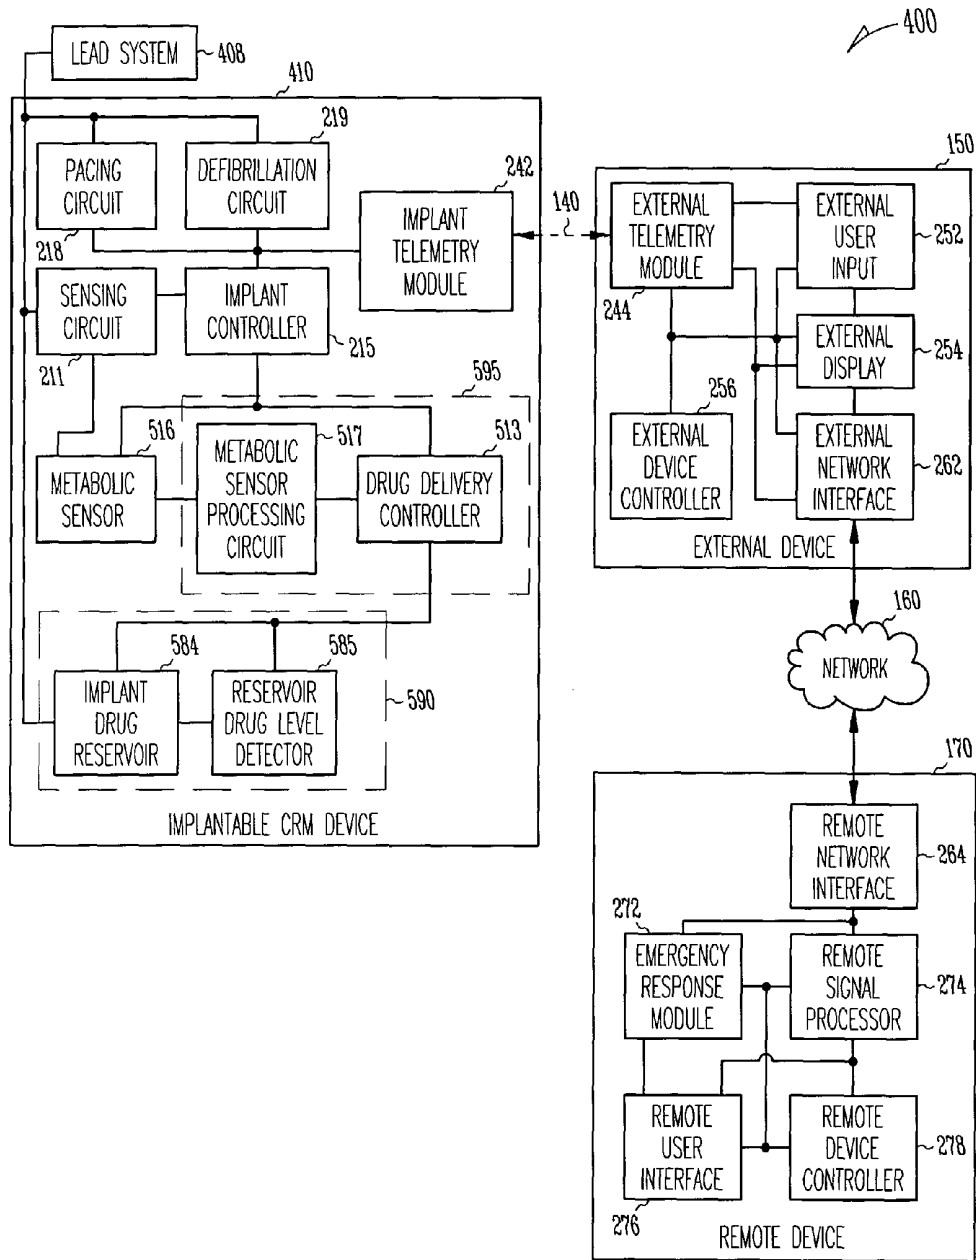 400
LEAD SYSTEM
408
410
219
PACING
CIRCUIT
218
DEFIBRILLATION
CIRCUIT
242
IMPLANT
TELEMETRY
MODULE
SENSING
CIRCUIT
211
IMPLANT
CONTROLLER
215
595
516
METABOLIC
SENSOR
517
METABOLIC
SENSOR
PROCESSING
CIRCUIT
513
DRUG DELIVERY
CONTROLLER
584
IMPLANT
DRUG
RESERVOIR
585
RESERVOIR
DRUG LEVEL
DETECTOR
590
IMPLANTABLE CRM DEVICE
140
150
EXTERNAL
TELEMETRY
MODULE
244
EXTERNAL
USER
INPUT
252
EXTERNAL
DISPLAY
254
256
EXTERNAL
DEVICE
CONTROLLER
EXTERNAL
NETWORK
INTERFACE
262
EXTERNAL DEVICE
160
NETWORK
170
REMOTE
NETWORK
INTERFACE
264
272
EMERGENCY
RESPONSE
MODULE
REMOTE
SIGNAL
PROCESSOR
274
REMOTE
USER
INTERFACE
276
REMOTE
DEVICE
CONTROLLER
278
REMOTE DEVICE